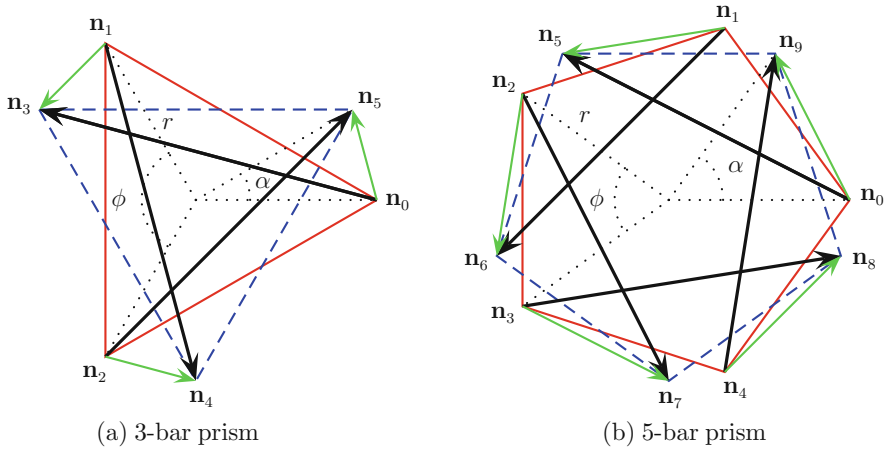 n₁
n₃
n₅
r
ϕ
α
n₀
n₂
n₄
(a) 3-bar prism
n₁
n₅
n₉
n₂
r
α
ϕ
n₀
n₆
n₈
n₃
n₇
n₄
(b) 5-bar prism